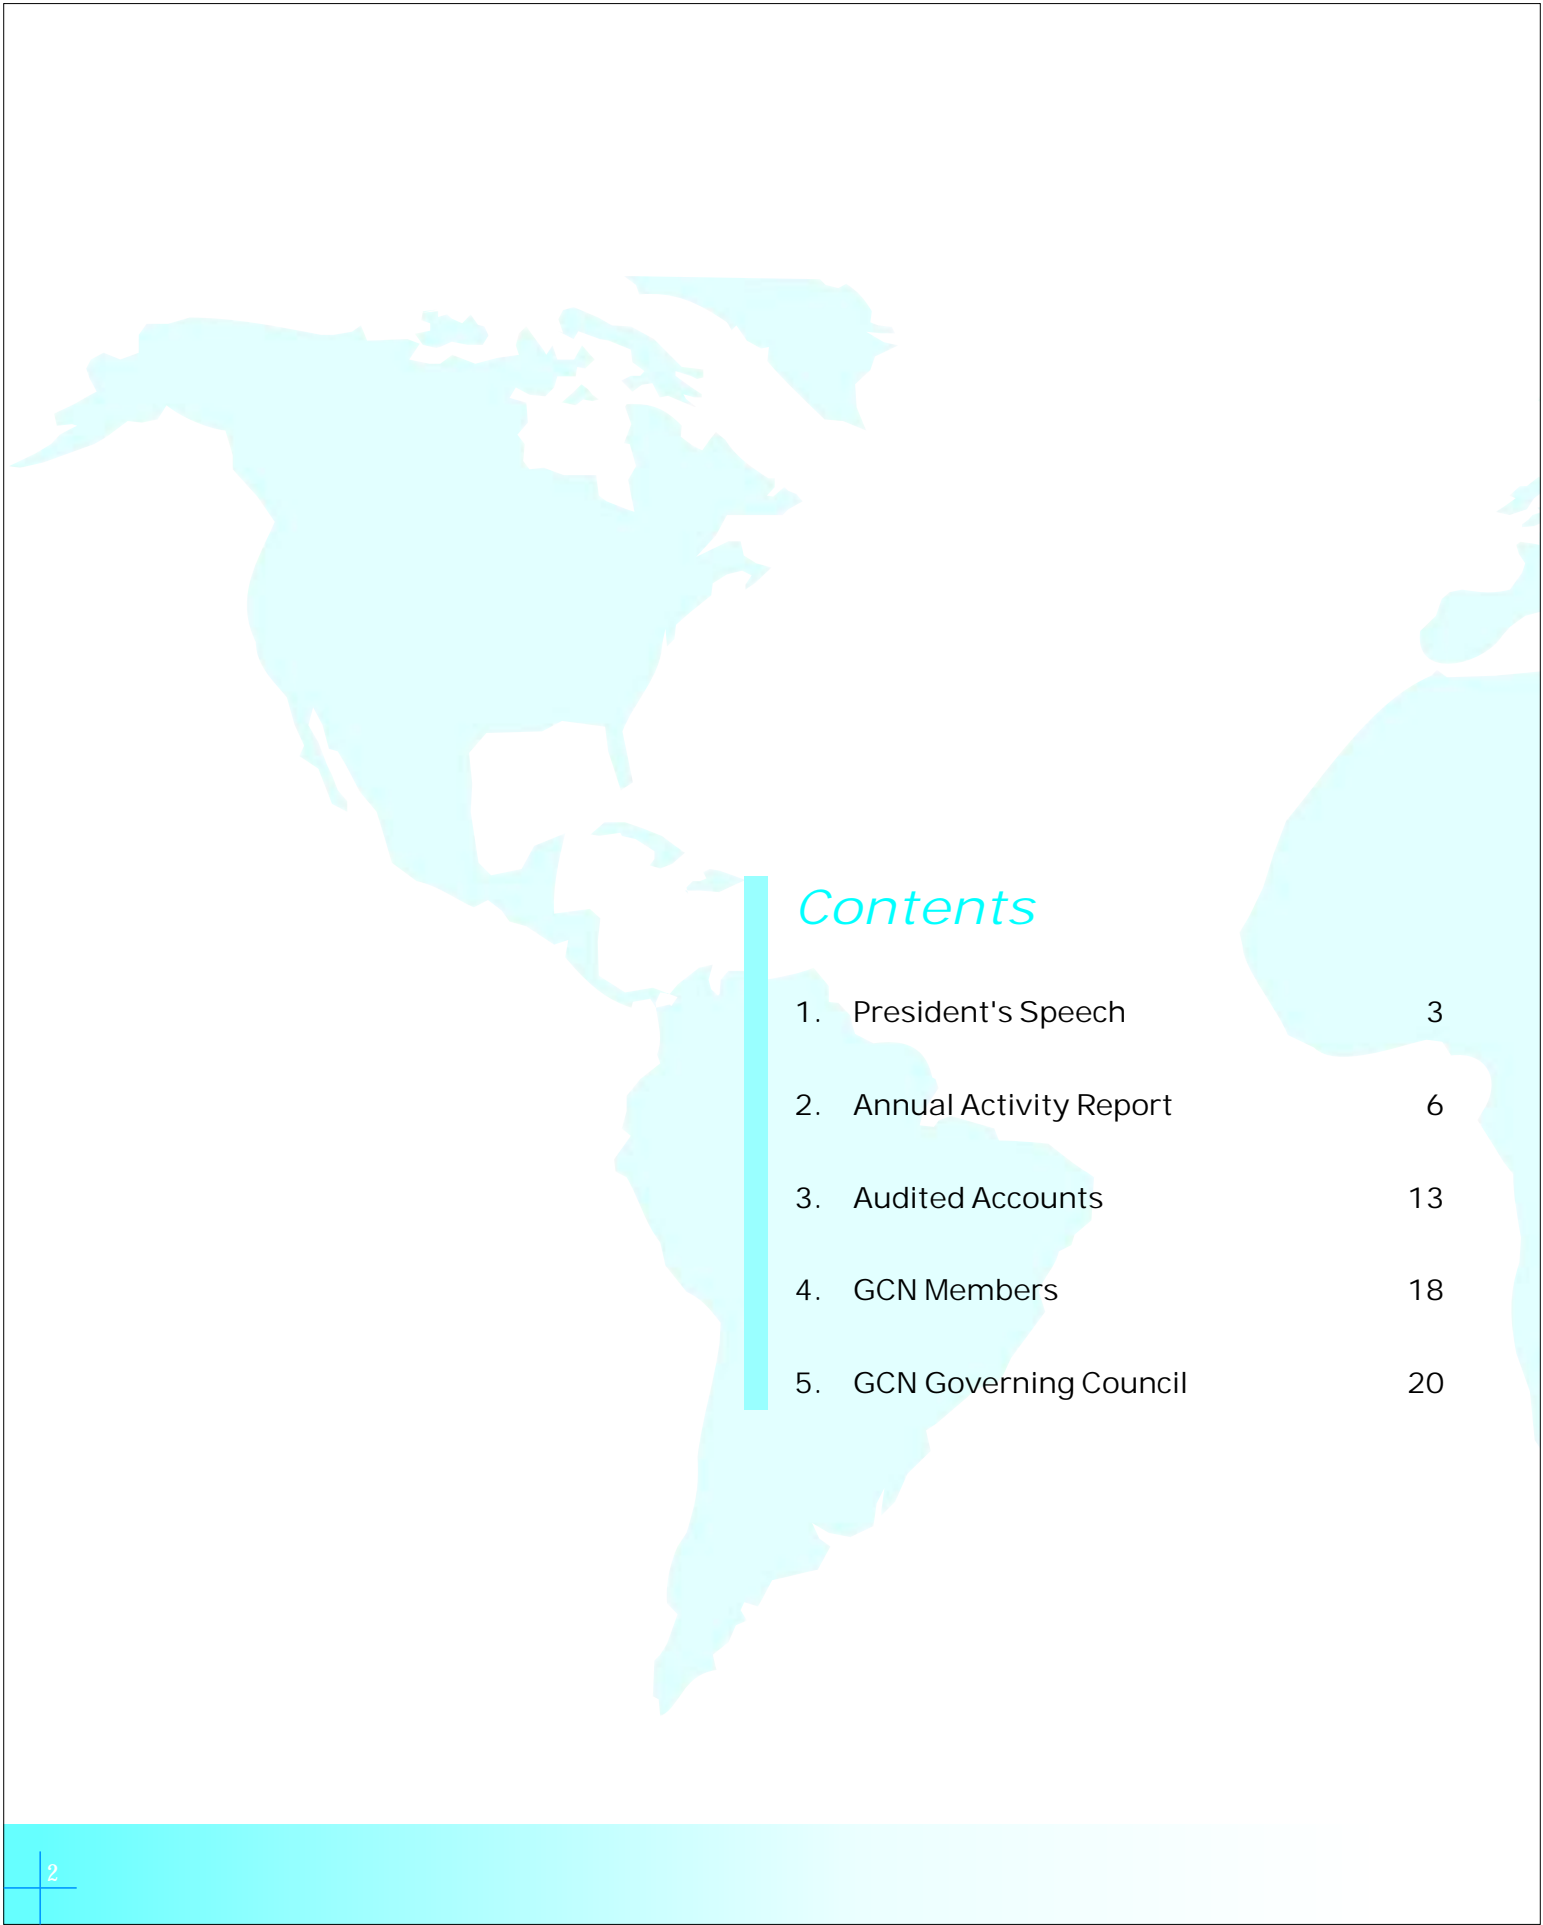 Contents
1. President's Speech 3
2. Annual Activity Report 6
3. Audited Accounts 13
4. GCN Members 18
5. GCN Governing Council 20
2